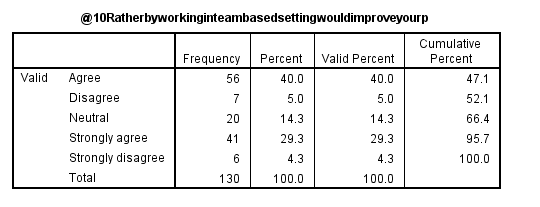 @10Ratherbyworkinginteambasedsettingwouldimproveyourp
Frequency Percent Valid Percent Cumulative Percent
Valid Agree 56 40.0 40.0 47.1
Disagree 7 5.0 5.0 52.1
Neutral 20 14.3 14.3 66.4
Strongly agree 41 29.3 29.3 95.7
Strongly disagree 6 4.3 4.3 100.0
Total 130 100.0 100.0